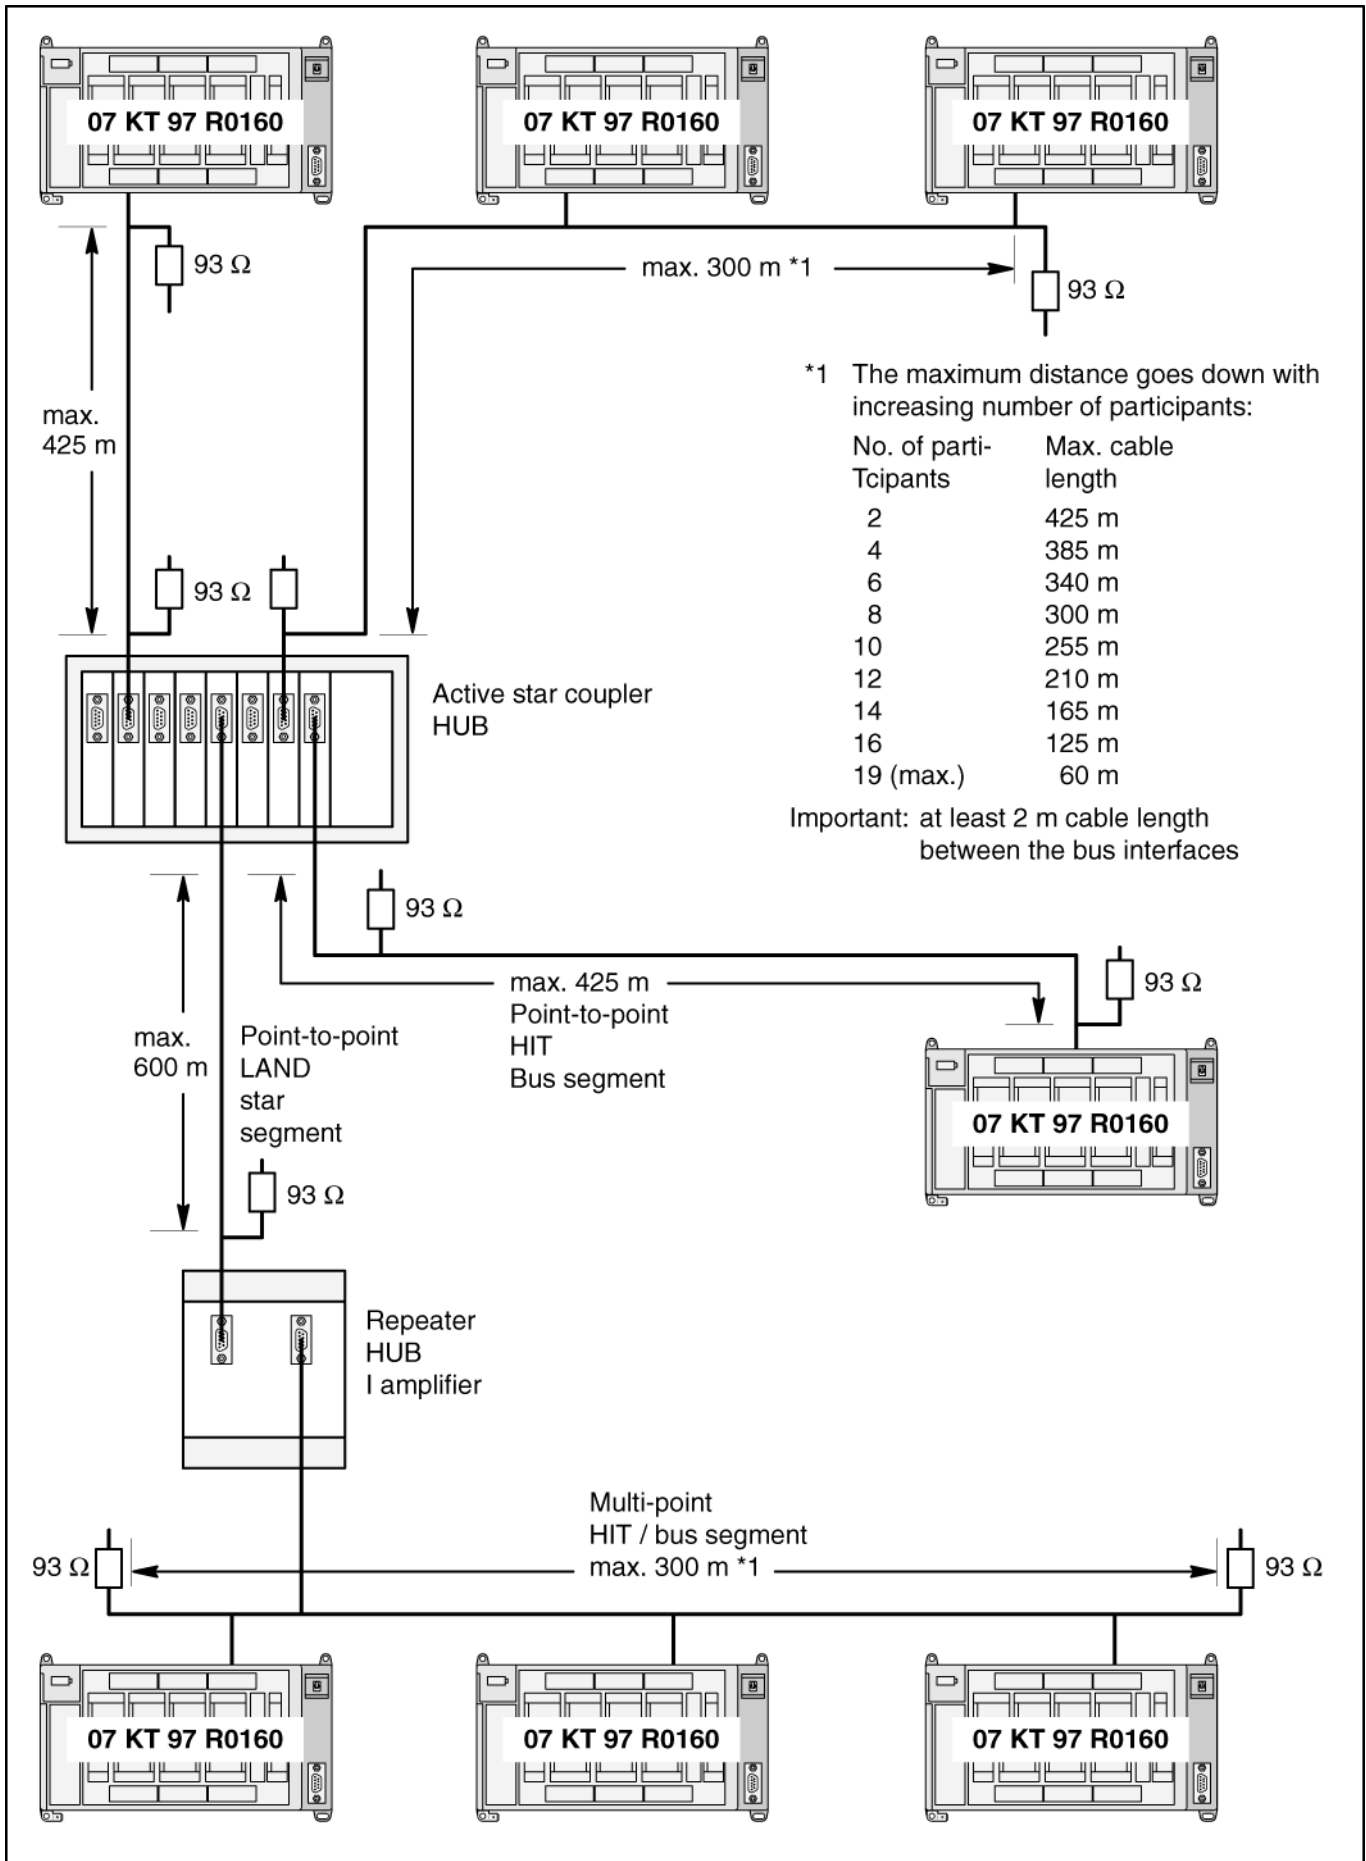 07 KT 97 R0160
07 KT 97 R0160
07 KT 97 R0160
93 Ω
max. 300 m *1
93 Ω
max.
425 m
*1 The maximum distance goes down with
increasing number of participants:
No. of parti- Max. cable
Tcipants length
2 425 m
4 385 m
6 340 m
8 300 m
10 255 m
12 210 m
14 165 m
16 125 m
19 (max.) 60 m
Important: at least 2 m cable length
between the bus interfaces
93 Ω
Active star coupler
HUB
93 Ω
max. 425 m
Point-to-point
HIT
Bus segment
93 Ω
max.
600 m
Point-to-point
LAND
star
segment
07 KT 97 R0160
93 Ω
Repeater
HUB
I amplifier
Multi-point
HIT / bus segment
max. 300 m *1
93 Ω
93 Ω
07 KT 97 R0160
07 KT 97 R0160
07 KT 97 R0160